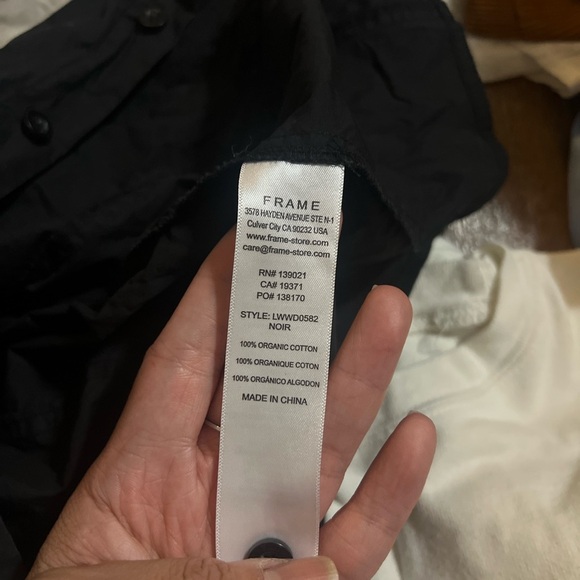 FRAME
3578 HAYDEN AVENUE STE N-1
Culver City CA 90232 USA
www.frame-store.com
care@frame-store.com
RN# 139021
CA# 19371
PO# 138170
STYLE: LWWD0582
NOIR
100% ORGANIC COTTON
100% ORGANIQUE COTON
100% ORGÂNICO ALGODON
MADE IN CHINA